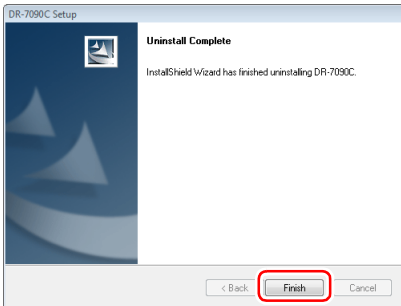 DR-7090C Setup
Uninstall Complete
InstallShield Wizard has finished uninstalling DR-7090C.
< Back
Finish
Cancel